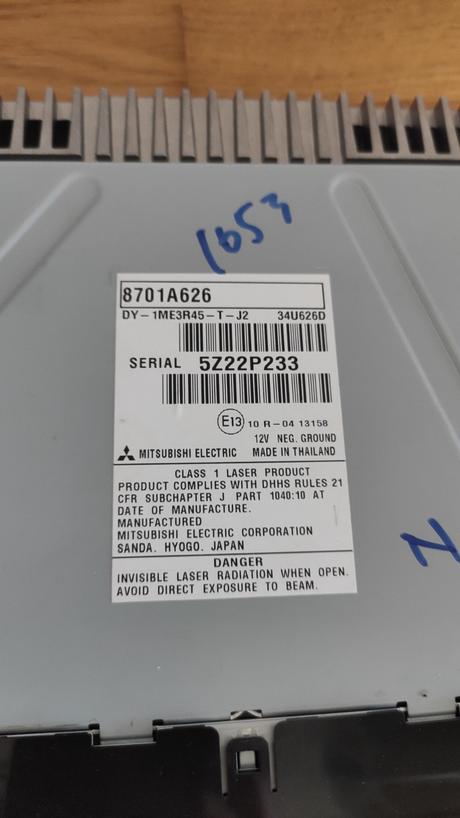 1053
8701A626
DY-1ME3R45-T-J2 34U626D
SERIAL 5Z22P233
E13 10 R-04 13158
12V NEG. GROUND
MITSUBISHI ELECTRIC MADE IN THAILAND
CLASS 1 LASER PRODUCT
PRODUCT COMPLIES WITH DHHS RULES 21
CFR SUBCHAPTER J PART 1040:10 AT
DATE OF MANUFACTURE.
MANUFACTURED
MITSUBISHI ELECTRIC CORPORATION
SANDA. HYOGO. JAPAN
DANGER
INVISIBLE LASER RADIATION WHEN OPEN.
AVOID DIRECT EXPOSURE TO BEAM.
N